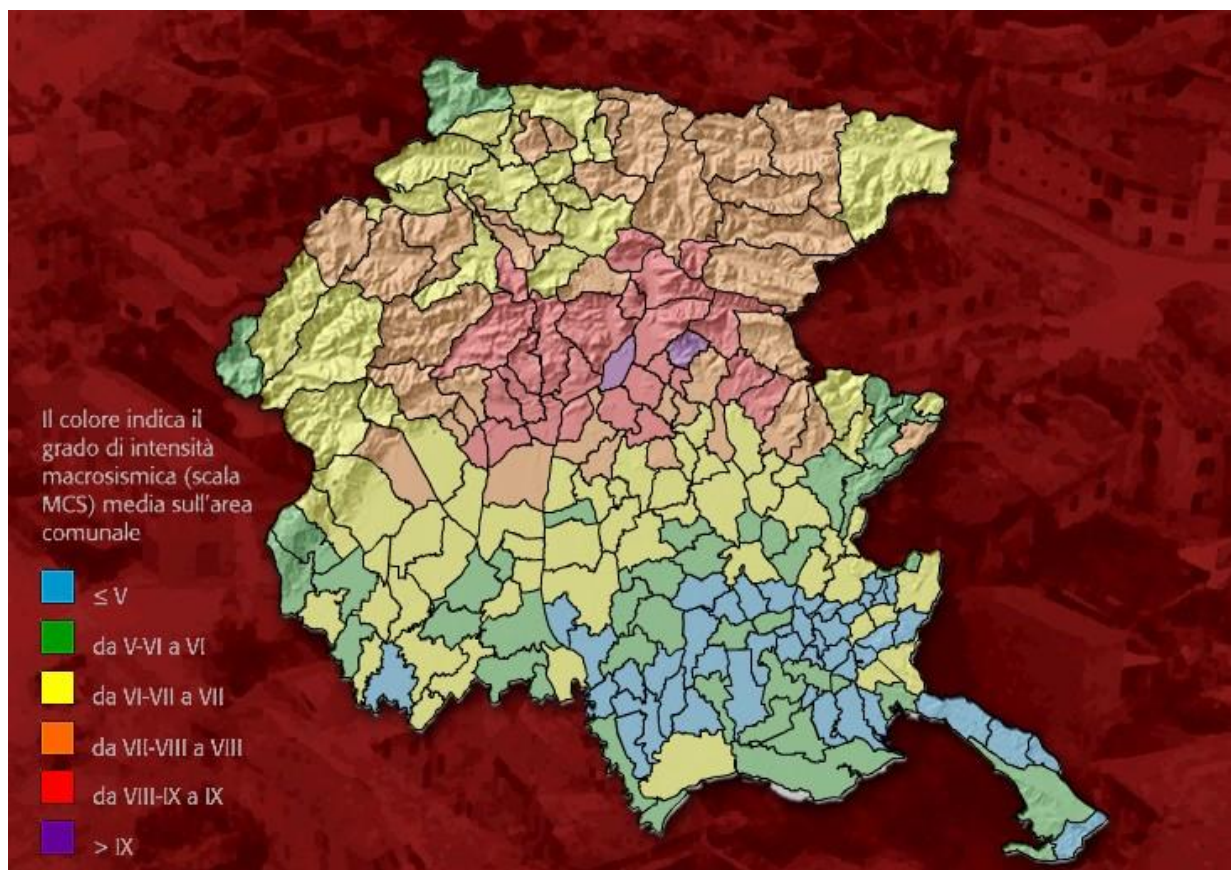 Il colore indica il
grado di intensità
macrosismica (scala
MCS) media sull'area
comunale
≤ V
da V-VI a VI
da VI-VII a VII
da VII-VIII a VIII
da VIII-IX a IX
> IX